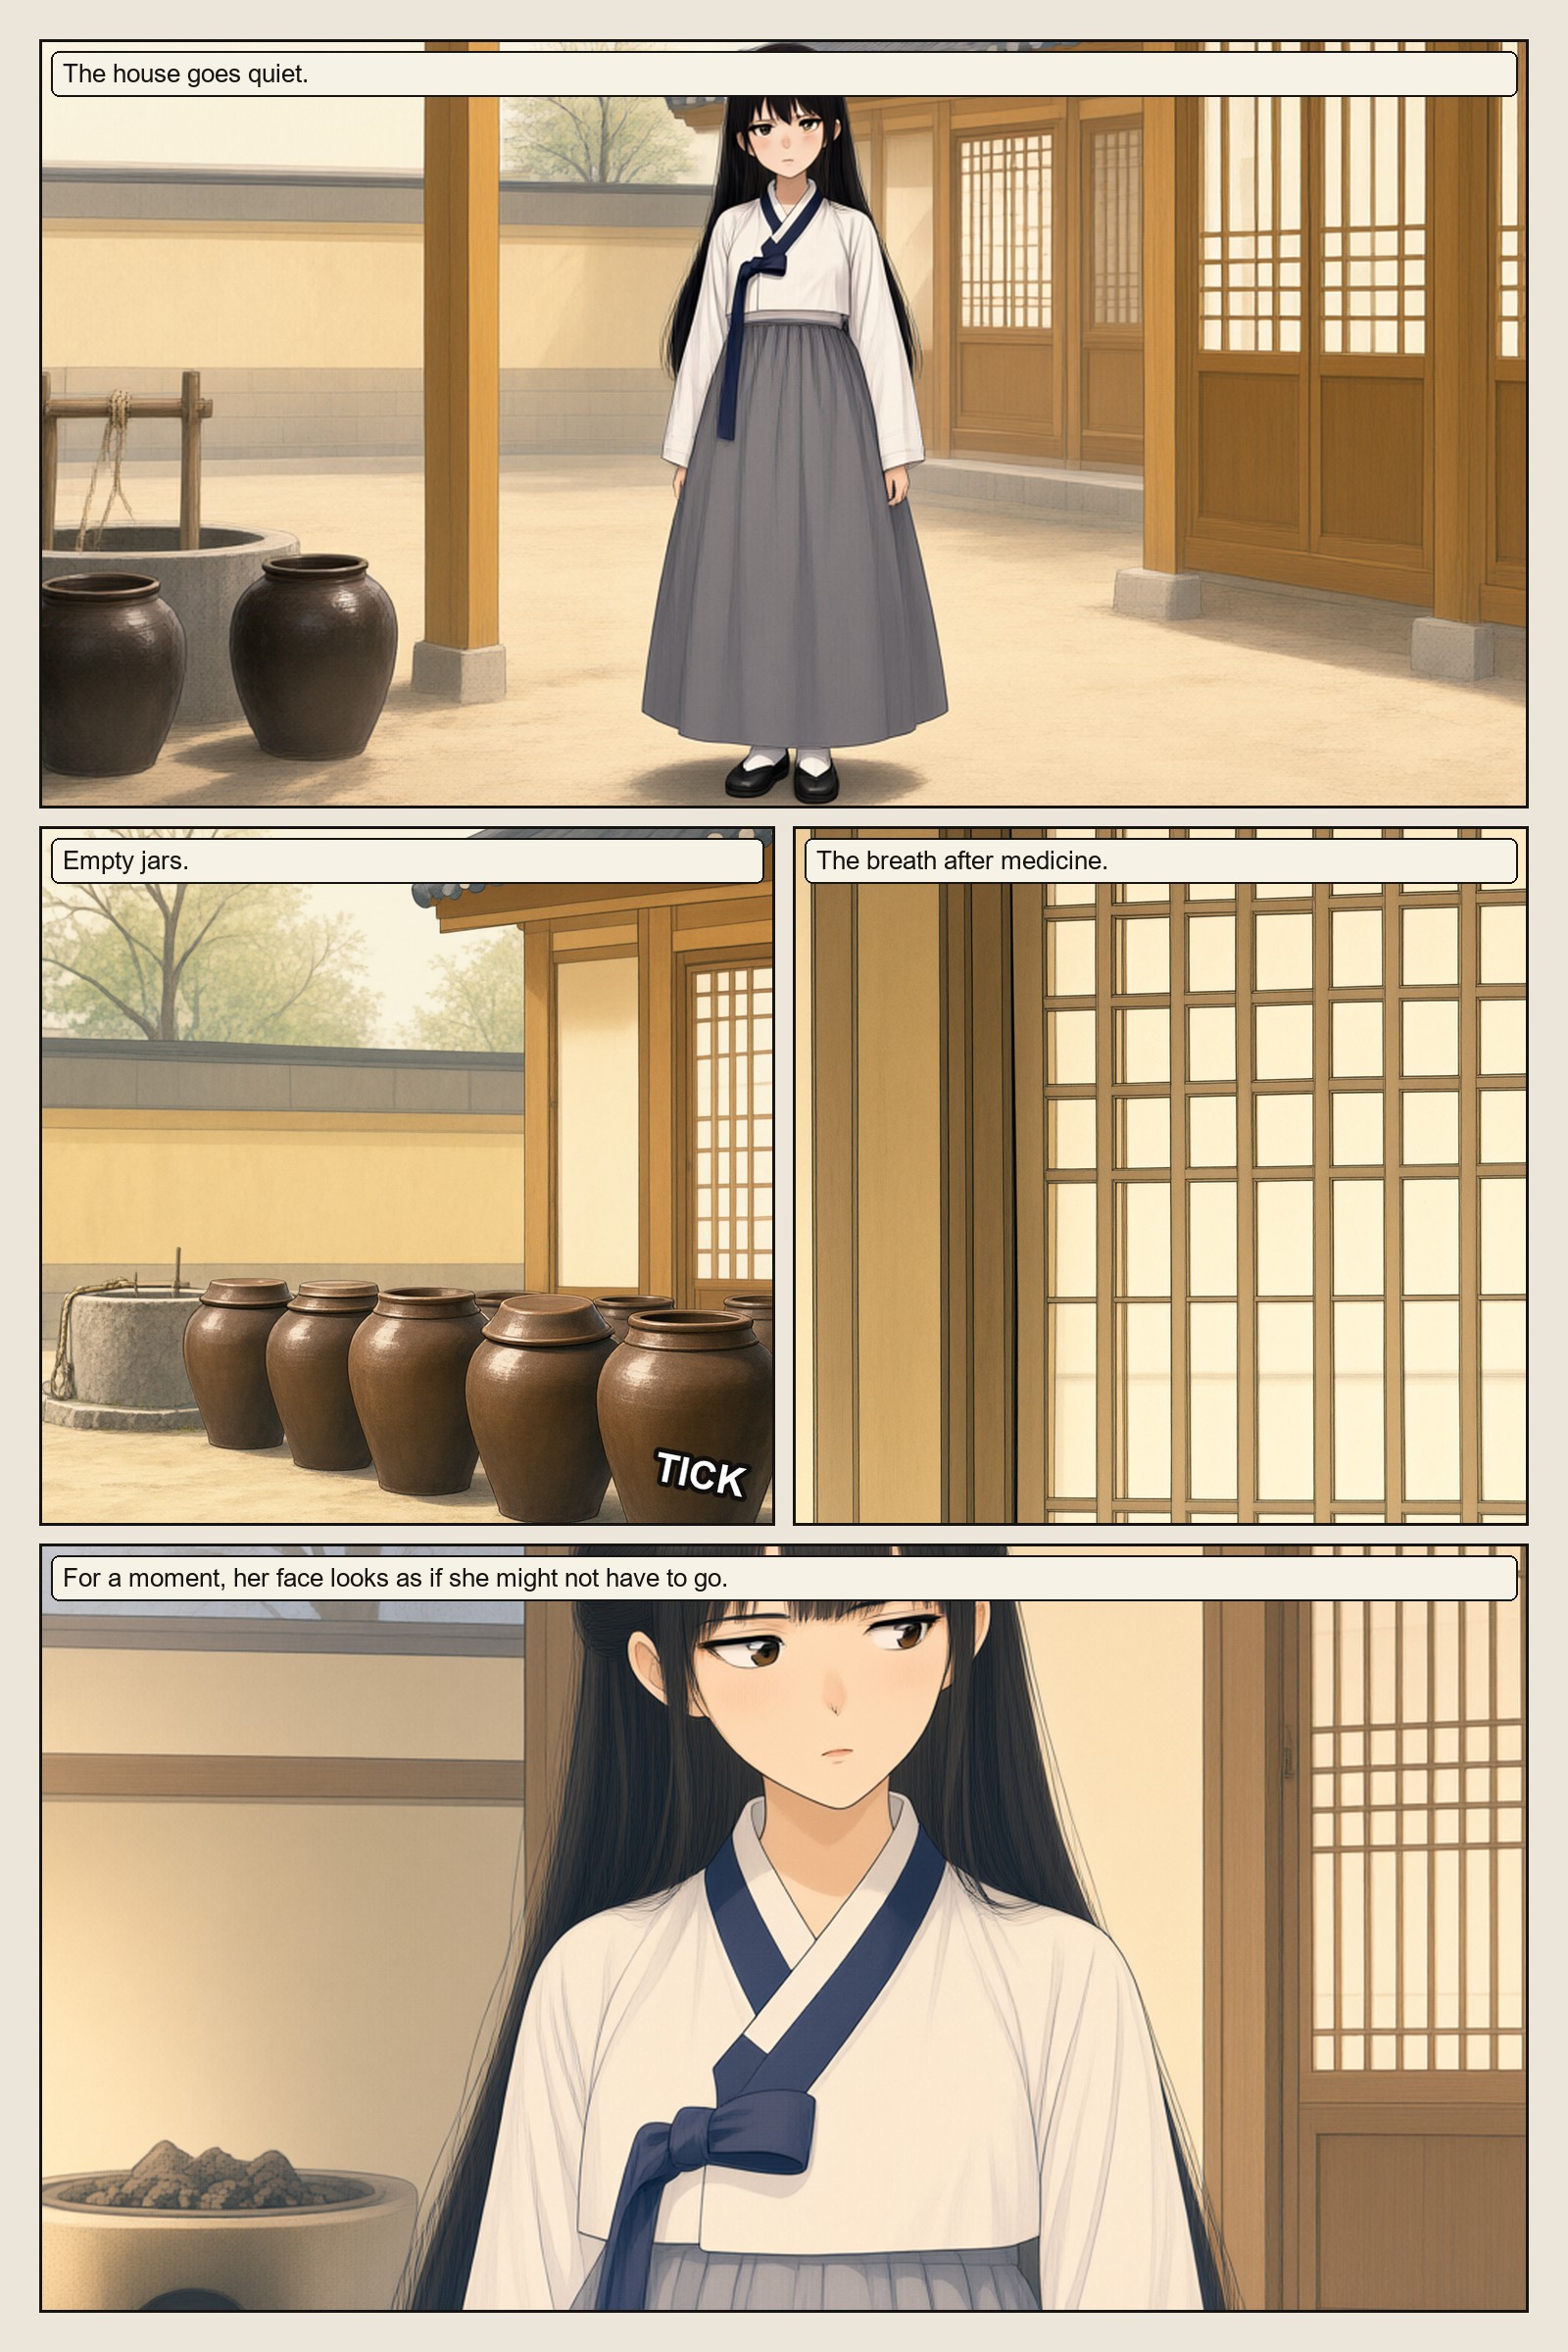 The house goes quiet.
Empty jars.
TICK
The breath after medicine.
For a moment, her face looks as if she might not have to go.